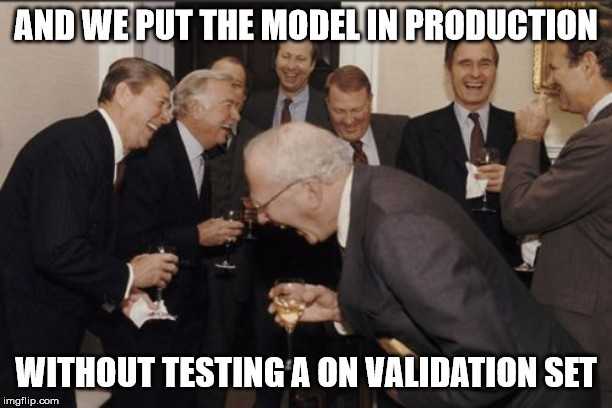 AND WE PUT THE MODEL IN PRODUCTION
WITHOUT TESTING A ON VALIDATION SET
imgflip.com